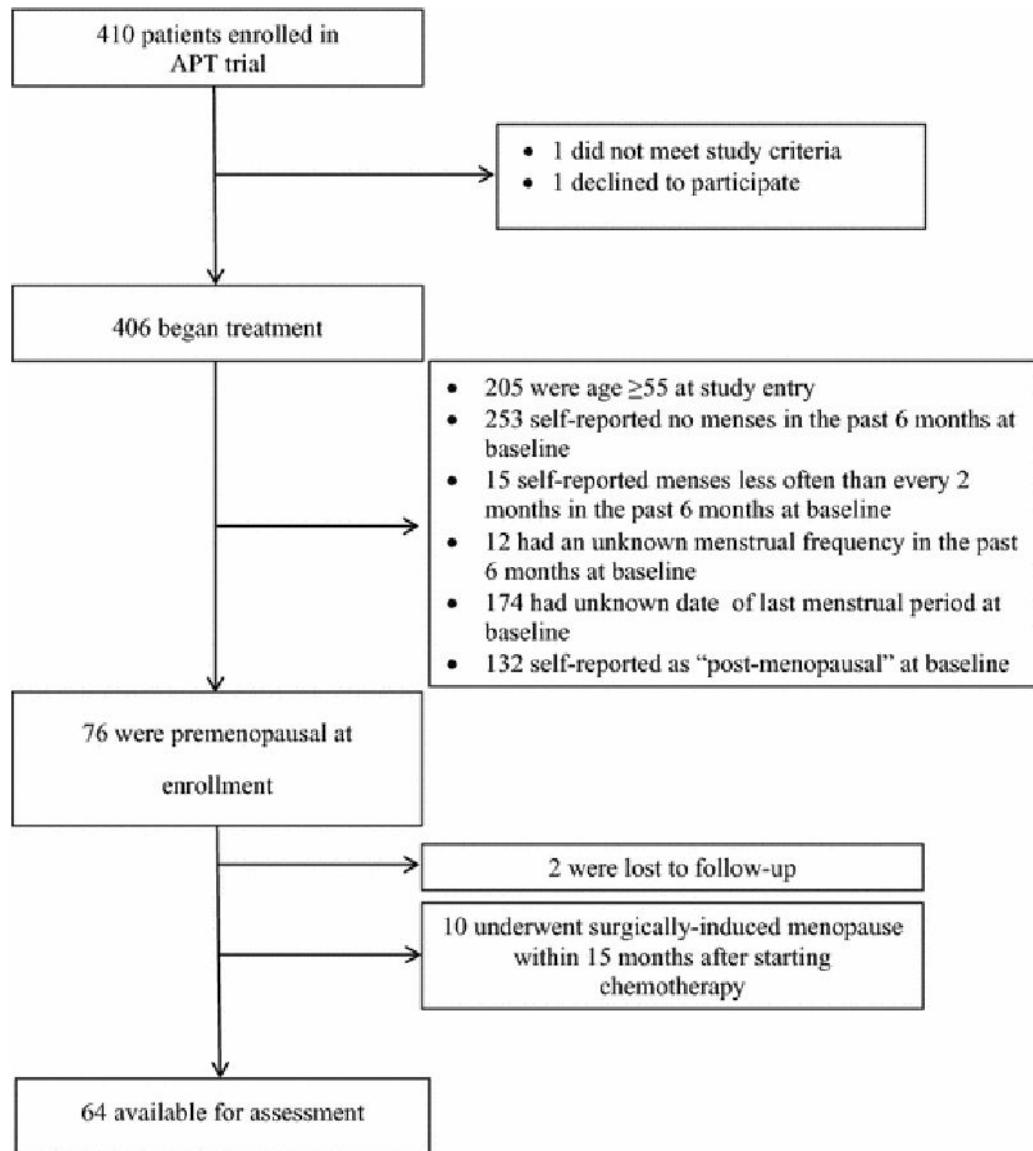 410 patients enrolled in
APT trial
• 1 did not meet study criteria
• 1 declined to participate
406 began treatment
• 205 were age ≥55 at study entry
• 253 self-reported no menses in the past 6 months at
baseline
• 15 self-reported menses less often than every 2
months in the past 6 months at baseline
• 12 had an unknown menstrual frequency in the past
6 months at baseline
• 174 had unknown date of last menstrual period at
baseline
• 132 self-reported as “post-menopausal” at baseline
76 were premenopausal at
enrollment
2 were lost to follow-up
10 underwent surgically-induced menopause
within 15 months after starting
chemotherapy
64 available for assessment